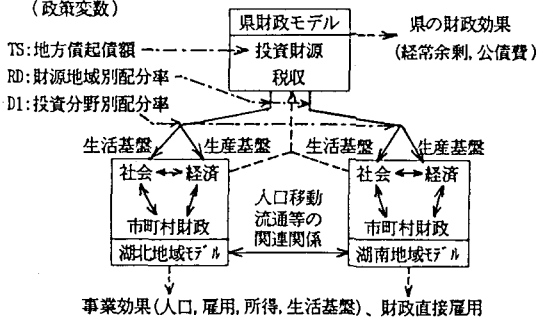 (政策変数)
県財政モデル
県の財政効果
(経常余剰, 公債費)
TS:地方債起債額
投資財源
RD:財源地域別配分率
税収
D1:投資分野別配分率
生活基盤
生産基盤
生活基盤
生産基盤
社会
経済
社会
経済
人口移動
流通等の
関連関係
市町村財政
市町村財政
湖北地域ﾓﾃﾞﾙ
湖南地域ﾓﾃﾞﾙ
事業効果(人口, 雇用, 所得, 生活基盤)、財政直接雇用